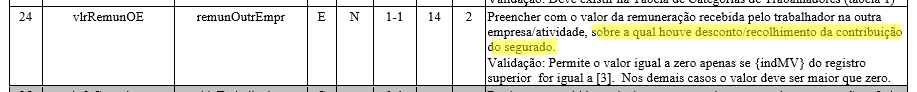 Validação: Deve existir na Tabela de Categorias de Trabalhadores (tabela 1)
24 vlrRemunOE remunOutrEmpr E N 1-1 14 2 Preencher com o valor da remuneração recebida pelo trabalhador na outra
empresa/atividade, sobre a qual houve desconto/recolhimento da contribuição
do segurado.
Validação: Permite o valor igual a zero apenas se {indMV} do registro
superior for igual a [3]. Nos demais casos o valor deve ser maior que zero.